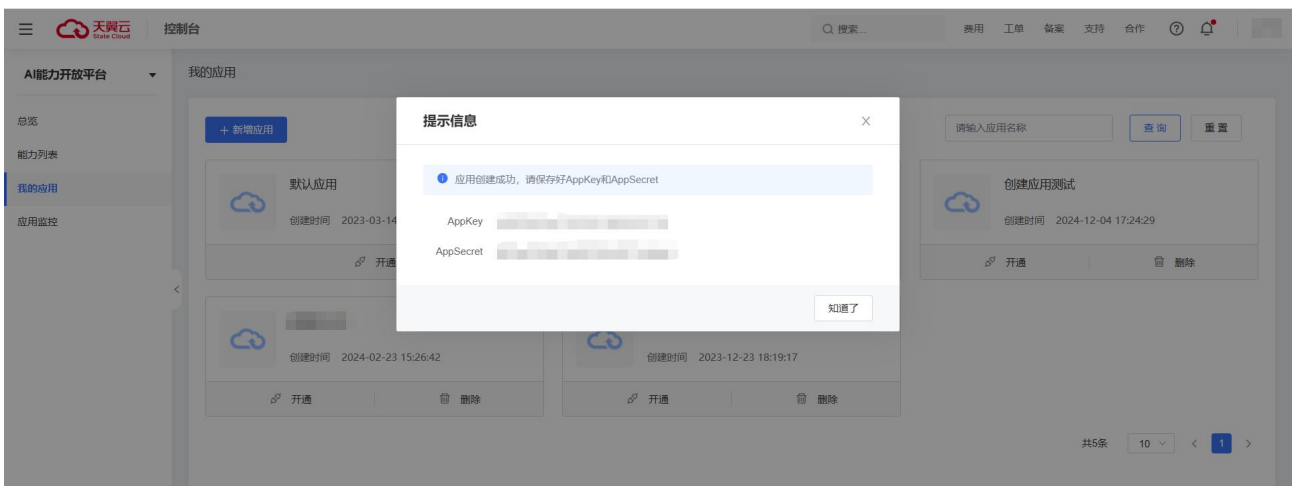 天翼云
State Cloud
控制台
搜索...
费用 工单 备案 支持 合作
AI能力开放平台
我的应用
总览
能力列表
我的应用
应用监控
+ 新增应用
请输入应用名称
查询
重置
提示信息
应用创建成功，请保存好AppKey和AppSecret
AppKey
AppSecret
知道了
默认应用
创建时间 2023-03-14
开通
创建应用测试
创建时间 2024-12-04 17:24:29
开通 删除
创建时间 2024-02-23 15:26:42
开通 删除
创建时间 2023-12-23 18:19:17
开通 删除
共5条 10 < 1 >